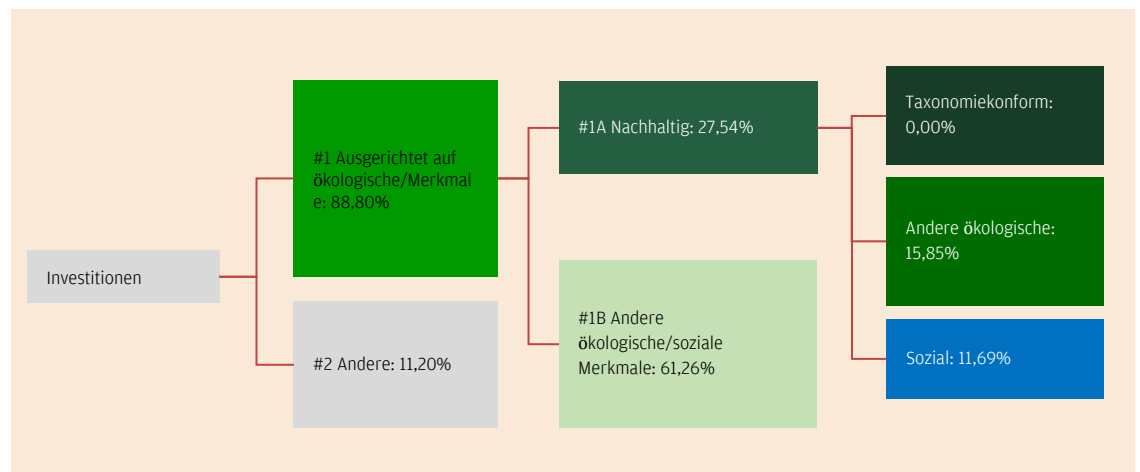 Investitionen
#1 Ausgerichtet auf
ökologische/Merkmal
e: 88,80%
#2 Andere: 11,20%
#1A Nachhaltig: 27,54%
#1B Andere
ökologische/soziale
Merkmale: 61,26%
Taxonomiekonform:
0,00%
Andere ökologische:
15,85%
Sozial: 11,69%